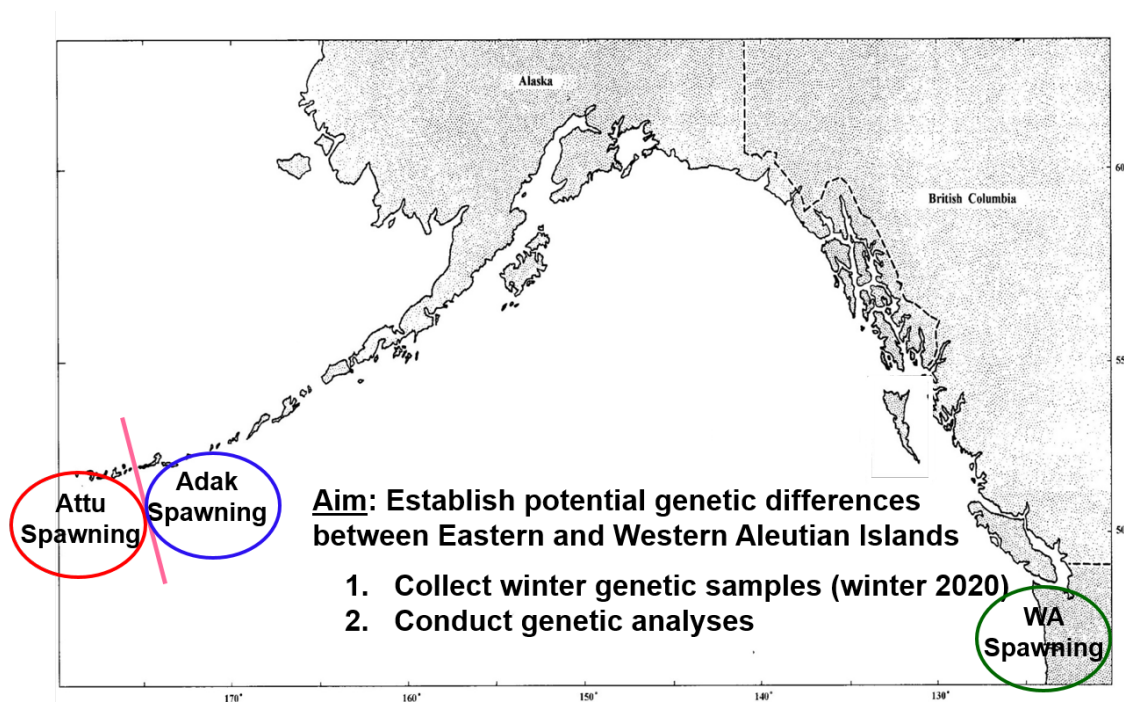 Alaska
60
British Columbia
55
Attu
Spawning
Adak
Spawning
Aim: Establish potential genetic differences
between Eastern and Western Aleutian Islands
50
1. Collect winter genetic samples (winter 2020)
2. Conduct genetic analyses
WA
Spawning
170° 160° 150° 140° 130°